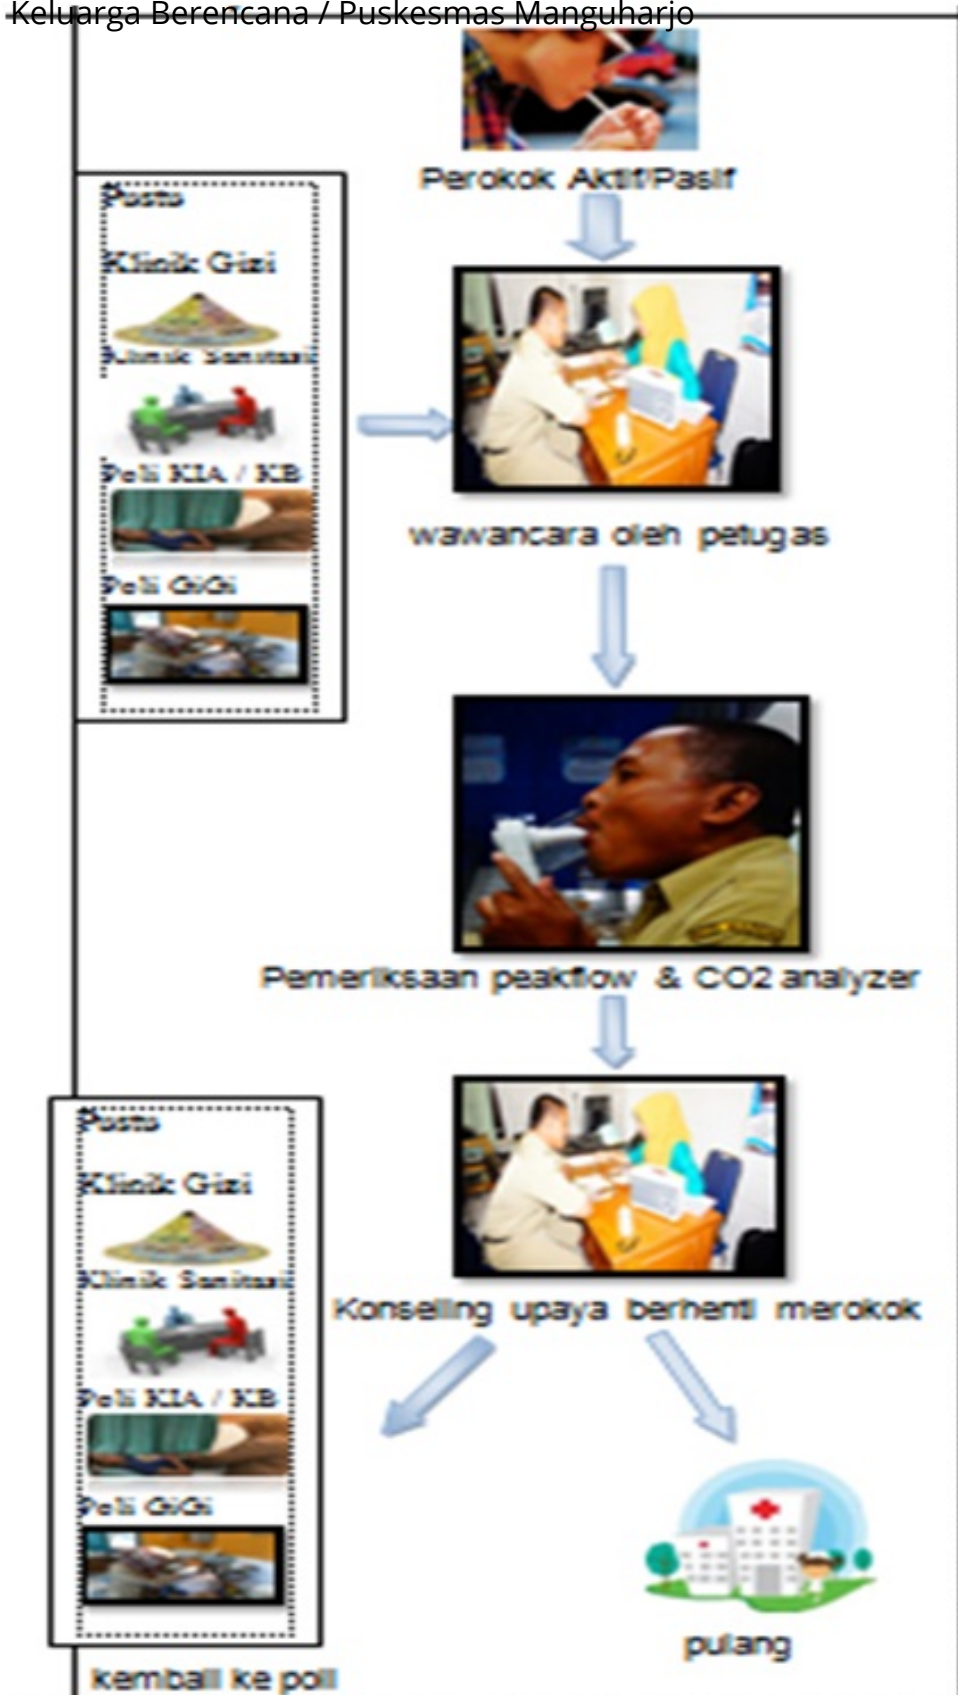 Keluarga Berencana / Puskesmas Manguharjo
Perokok Aktif/Pasif
Pustu
Klinik Gizi
Klinik Sanitasi
Poli KIA / KB
Poli GiGi
wawancara oleh petugas
Pemeriksaan peakflow & CO2 analyzer
Pustu
Klinik Gizi
Klinik Sanitasi
Poli KIA / KB
Poli GiGi
Konseling upaya berhenti merokok
kembali ke poli
pulang